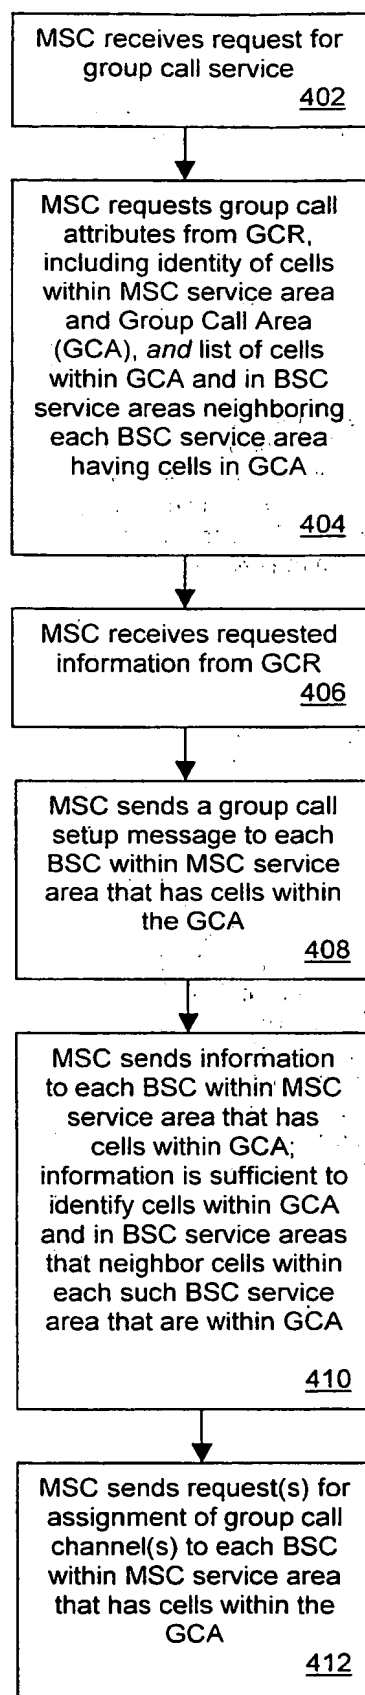 MSC receives request for
group call service
402
MSC requests group call
attributes from GCR,
including identity of cells
within MSC service area
and Group Call Area
(GCA), and list of cells
within GCA and in BSC
service areas neighboring
each BSC service area
having cells in GCA
404
MSC receives requested
information from GCR
406
MSC sends a group call
setup message to each
BSC within MSC service
area that has cells within
the GCA
408
MSC sends information
to each BSC within MSC
service area that has
cells within GCA;
information is sufficient to
identify cells within GCA
and in BSC service areas
that neighbor cells within
each such BSC service
area that are within GCA
410
MSC sends request(s) for
assignment of group call
channel(s) to each BSC
within MSC service area
that has cells within the
GCA
412